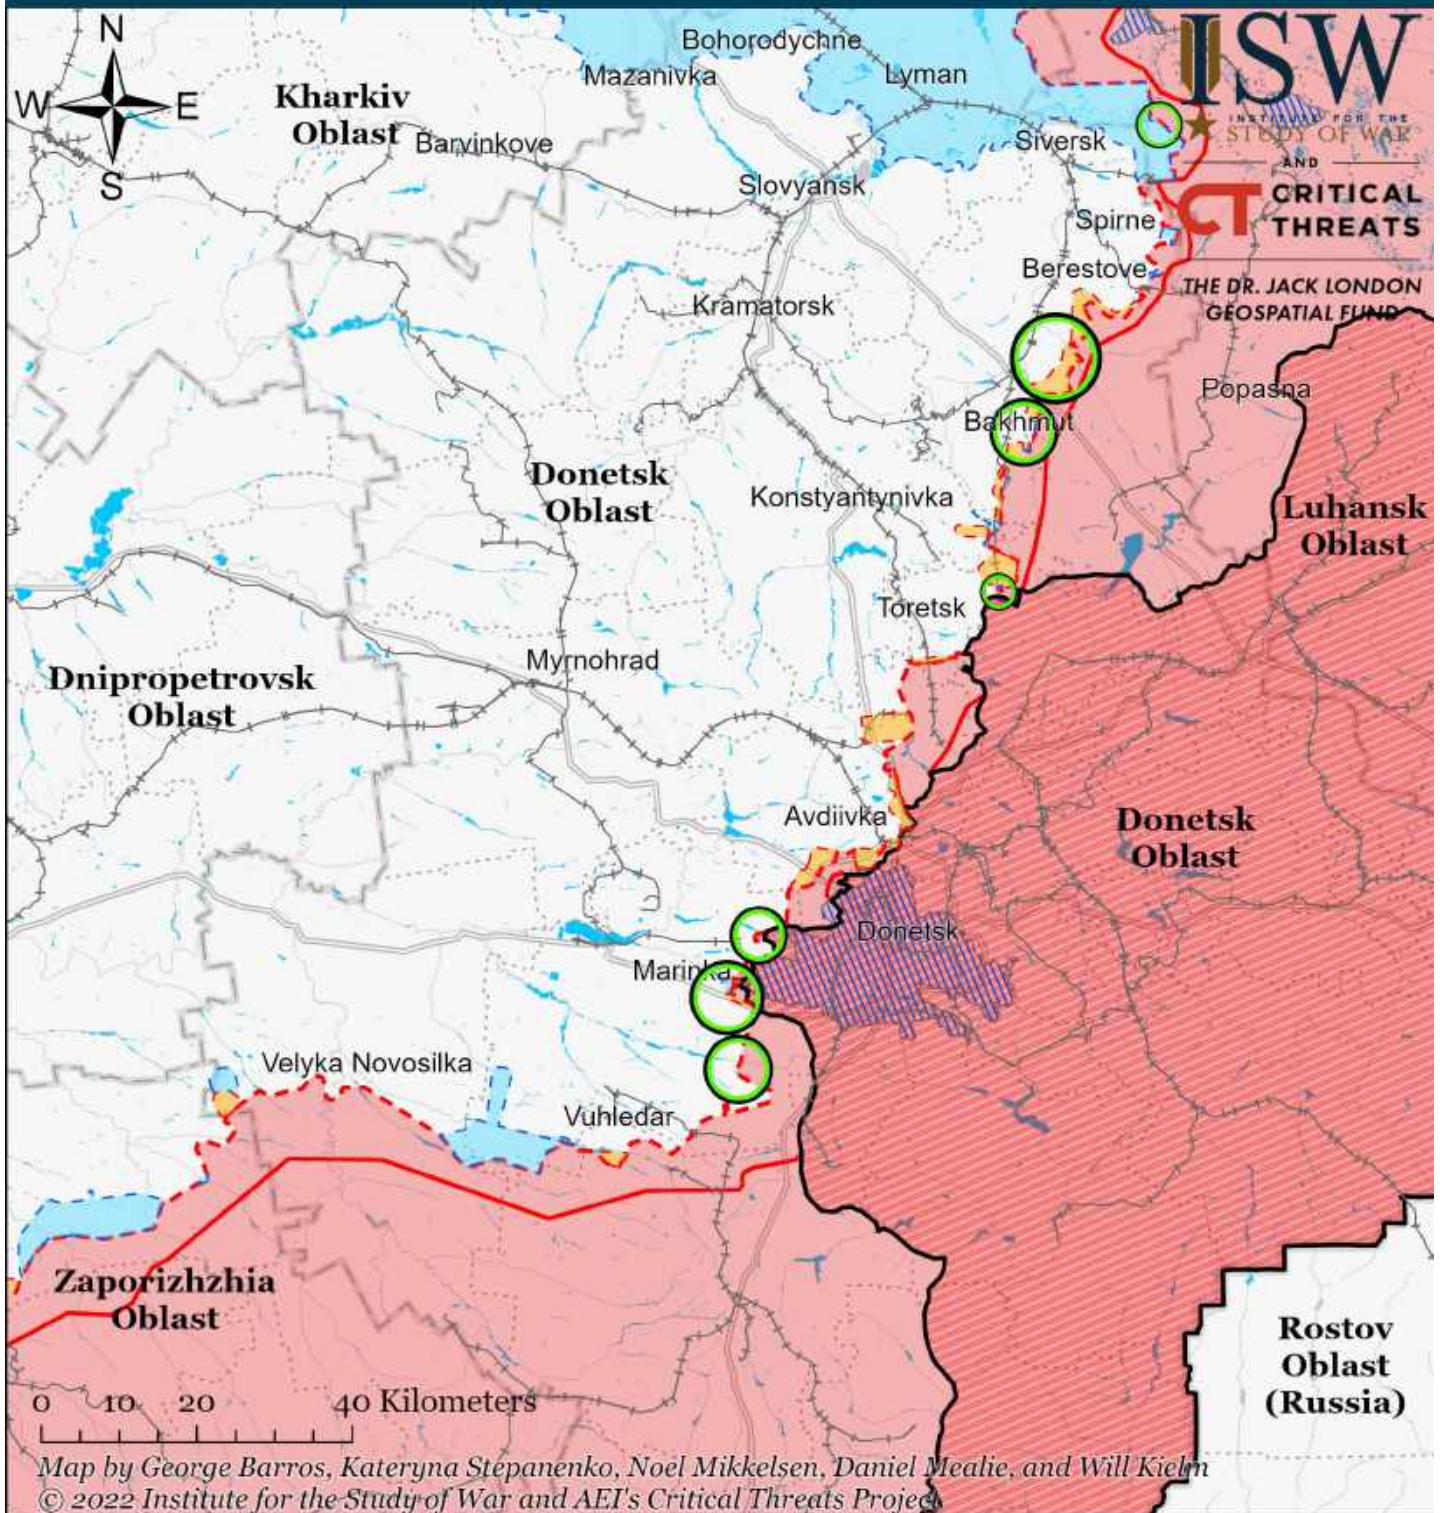 N
W E
S
Kharkiv
Oblast
Bohorodychne
Mazanivka
Lyman
Barvinkove
Siversk
Slovyansk
Spirne
Berestove
Kramatorsk
Popasna
Bakhmut
Donetsk
Oblast
Konstyantynivka
Luhansk
Oblast
Toretsk
Myrnohrad
Dnipropetrovsk
Oblast
Avdiivka
Donetsk
Oblast
Donetsk
Marinka
Velyka Novosilka
Vuhledar
Zaporizhzhia
Oblast
Rostov
Oblast
(Russia)
ISW
INSTITUTE FOR THE
STUDY OF WAR
AND
CT CRITICAL
THREATS
THE DR. JACK LONDON
GEOSPATIAL FUND
0 10 20 40 Kilometers
Map by George Barros, Kateryna Stepanenko, Noel Mikkelsen, Daniel Mealie, and Will Kielm
© 2022 Institute for the Study of War and AEI's Critical Threats Project